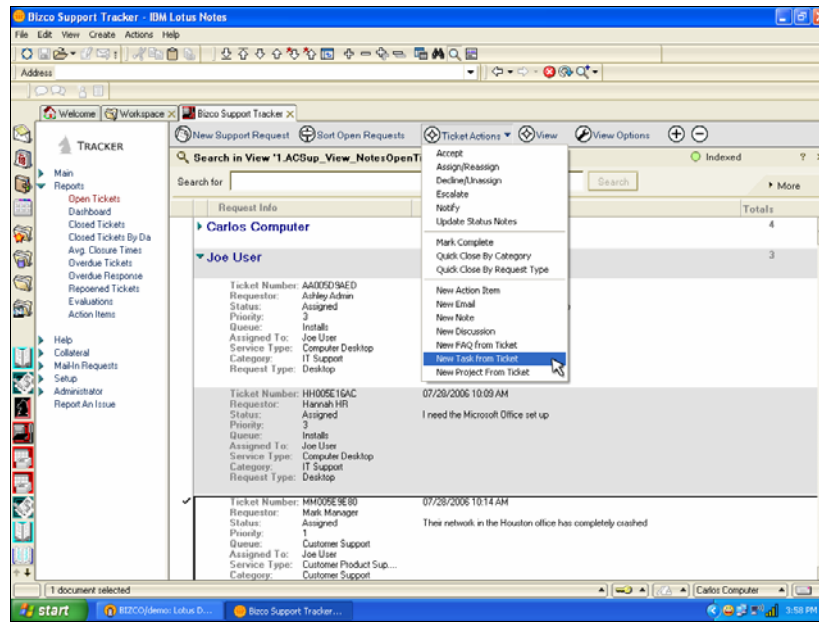 Bizco Support Tracker - IBM Lotus Notes
File Edit View Create Actions Help
Address
Welcome Workspace Bizco Support Tracker
New Support Request Sort Open Requests Ticket Actions View View Options
TRACKER
Main
Reports
Open Tickets
Dashboard
Closed Tickets
Closed Tickets By Da
Avg. Closure Times
Overdue Tickets
Overdue Response
Repoened Tickets
Evaluations
Action Items
Help
Collateral
Mail-In Requests
Setup
Administrator
Report An Issue
Search in View '1.ACSup_View_NotesOpenTi
Indexed ?
Search for Search More
Request Info Totals
Carlos Computer 4
Joe User 3
Ticket Number: AA005D9AED
Requestor: Ashley Admin
Status: Assigned
Priority: 3
Queue: Installs
Assigned To: Joe User
Service Type: Computer Desktop
Category: IT Support
Request Type: Desktop
Ticket Number: HH005E16AC 07/28/2006 10:09 AM
Requestor: Hannah HR
Status: Assigned I need the Microsoft Office set up
Priority: 3
Queue: Installs
Assigned To: Joe User
Service Type: Computer Desktop
Category: IT Support
Request Type: Desktop
Ticket Number: MM005E9E80 07/28/2006 10:14 AM
Requestor: Mark Manager
Status: Assigned Their network in the Houston office has completely crashed
Priority: 1
Queue: Customer Support
Assigned To: Joe User
Service Type: Customer Product Sup....
Category: Customer Support
Accept
Assign/Reassign
Decline/Unassign
Escalate
Notify
Update Status Notes
Mark Complete
Quick Close By Category
Quick Close By Request Type
New Action Item
New Email
New Note
New Discussion
New FAQ from Ticket
New Task from Ticket
New Project From Ticket
1 document selected Carlos Computer
start BIZCO/demo: Lotus D... Bizco Support Tracker... 3:58 PM